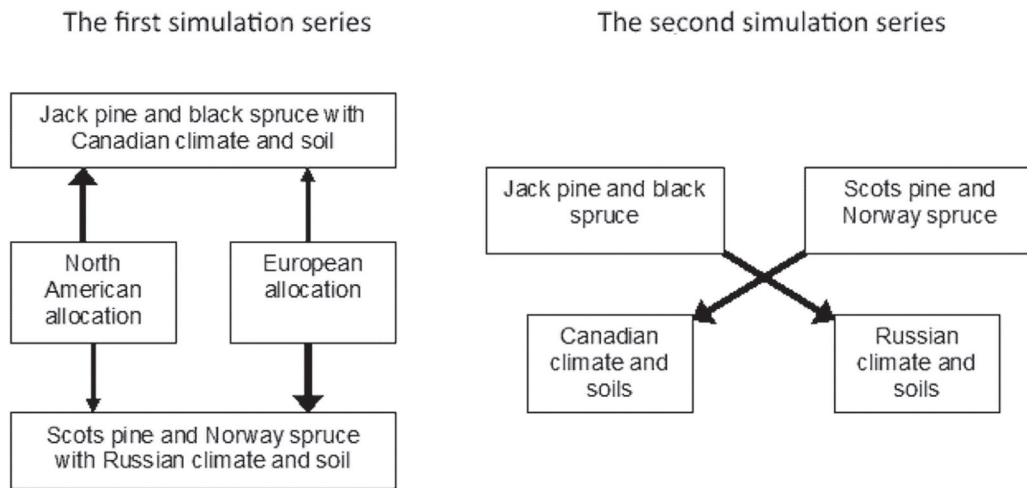 The first simulation series
Jack pine and black spruce with
Canadian climate and soil
North
American
allocation
European
allocation
Scots pine and Norway spruce
with Russian climate and soil
The second simulation series
Jack pine and black
spruce
Scots pine and
Norway spruce
Canadian
climate and
soils
Russian
climate and
soils